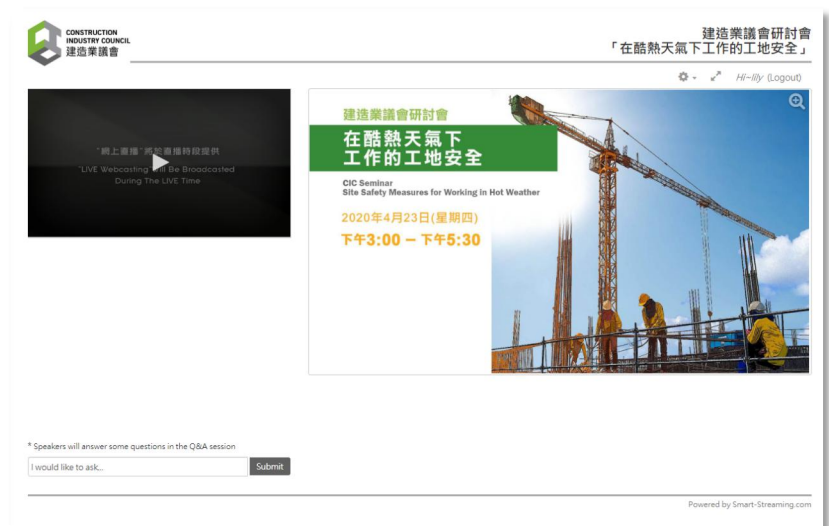 CONSTRUCTION
INDUSTRY COUNCIL
建造業議會
建造業議會研討會
「在酷熱天氣下工作的工地安全」
Hi~lily (Logout)
"網上直播"將於直播時段提供
"LIVE Webcasting" Will Be Broadcasted
During The LIVE Time
建造業議會研討會
在酷熱天氣下
工作的工地安全
CIC Seminar
Site Safety Measures for Working in Hot Weather
2020年4月23日(星期四)
下午3:00 – 下午5:30
* Speakers will answer some questions in the Q&A session
I would like to ask...
Submit
Powered by Smart-Streaming.com